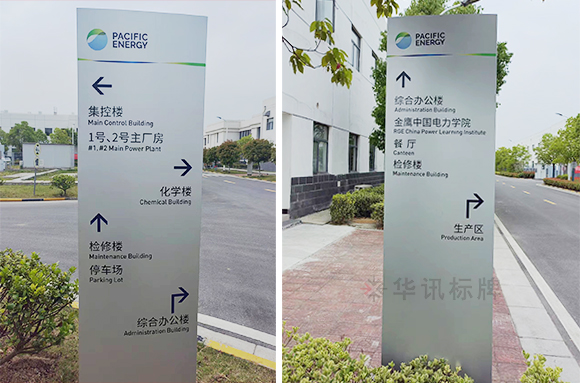 PACIFIC
ENERGY
集控楼
Main Control Building
1号、2号主厂房
#1, #2 Main Power Plant
化学楼
Chemical Building
检修楼
Maintenance Building
停车场
Parking Lot
综合办公楼
Administration Building
PACIFIC
ENERGY
综合办公楼
Administration Building
金鹰中国电力学院
RGE China Power Learning Institute
餐厅
Canteen
检修楼
Maintenance Building
生产区
Production Area
华讯标牌